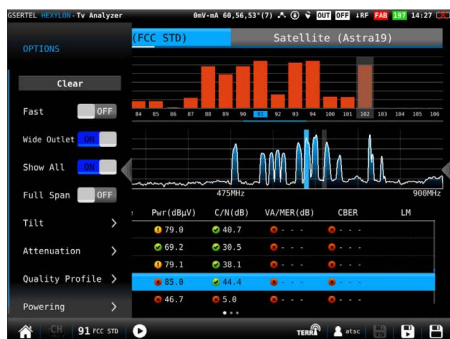 GSERTEL HEXYLON-Tv Analyzer 0mV-mA 60,56,53°(7) OUT OFF ↓RF FAB 197 14:27
OPTIONS
(FCC STD) Satellite (Astra19)
Clear
Fast OFF
Wide Outlet ON
Show All ON
Full Span OFF
Tilt >
Attenuation >
Quality Profile >
Powering >
84 85 86 87 88 89 90 91 92 93 94 100 101 102 103 104 105 106
475MHz 900MHz
Pwr(dBµV) C/N(dB) VA/MER(dB) CBER LM
79.0 40.7 - - - - - -
69.2 30.5 - - - - - -
79.1 38.1 - - - - - -
85.0 44.4 - - - - - -
46.7 5.0 - - - - - -
CH 91 FCC STD TERRA atsc